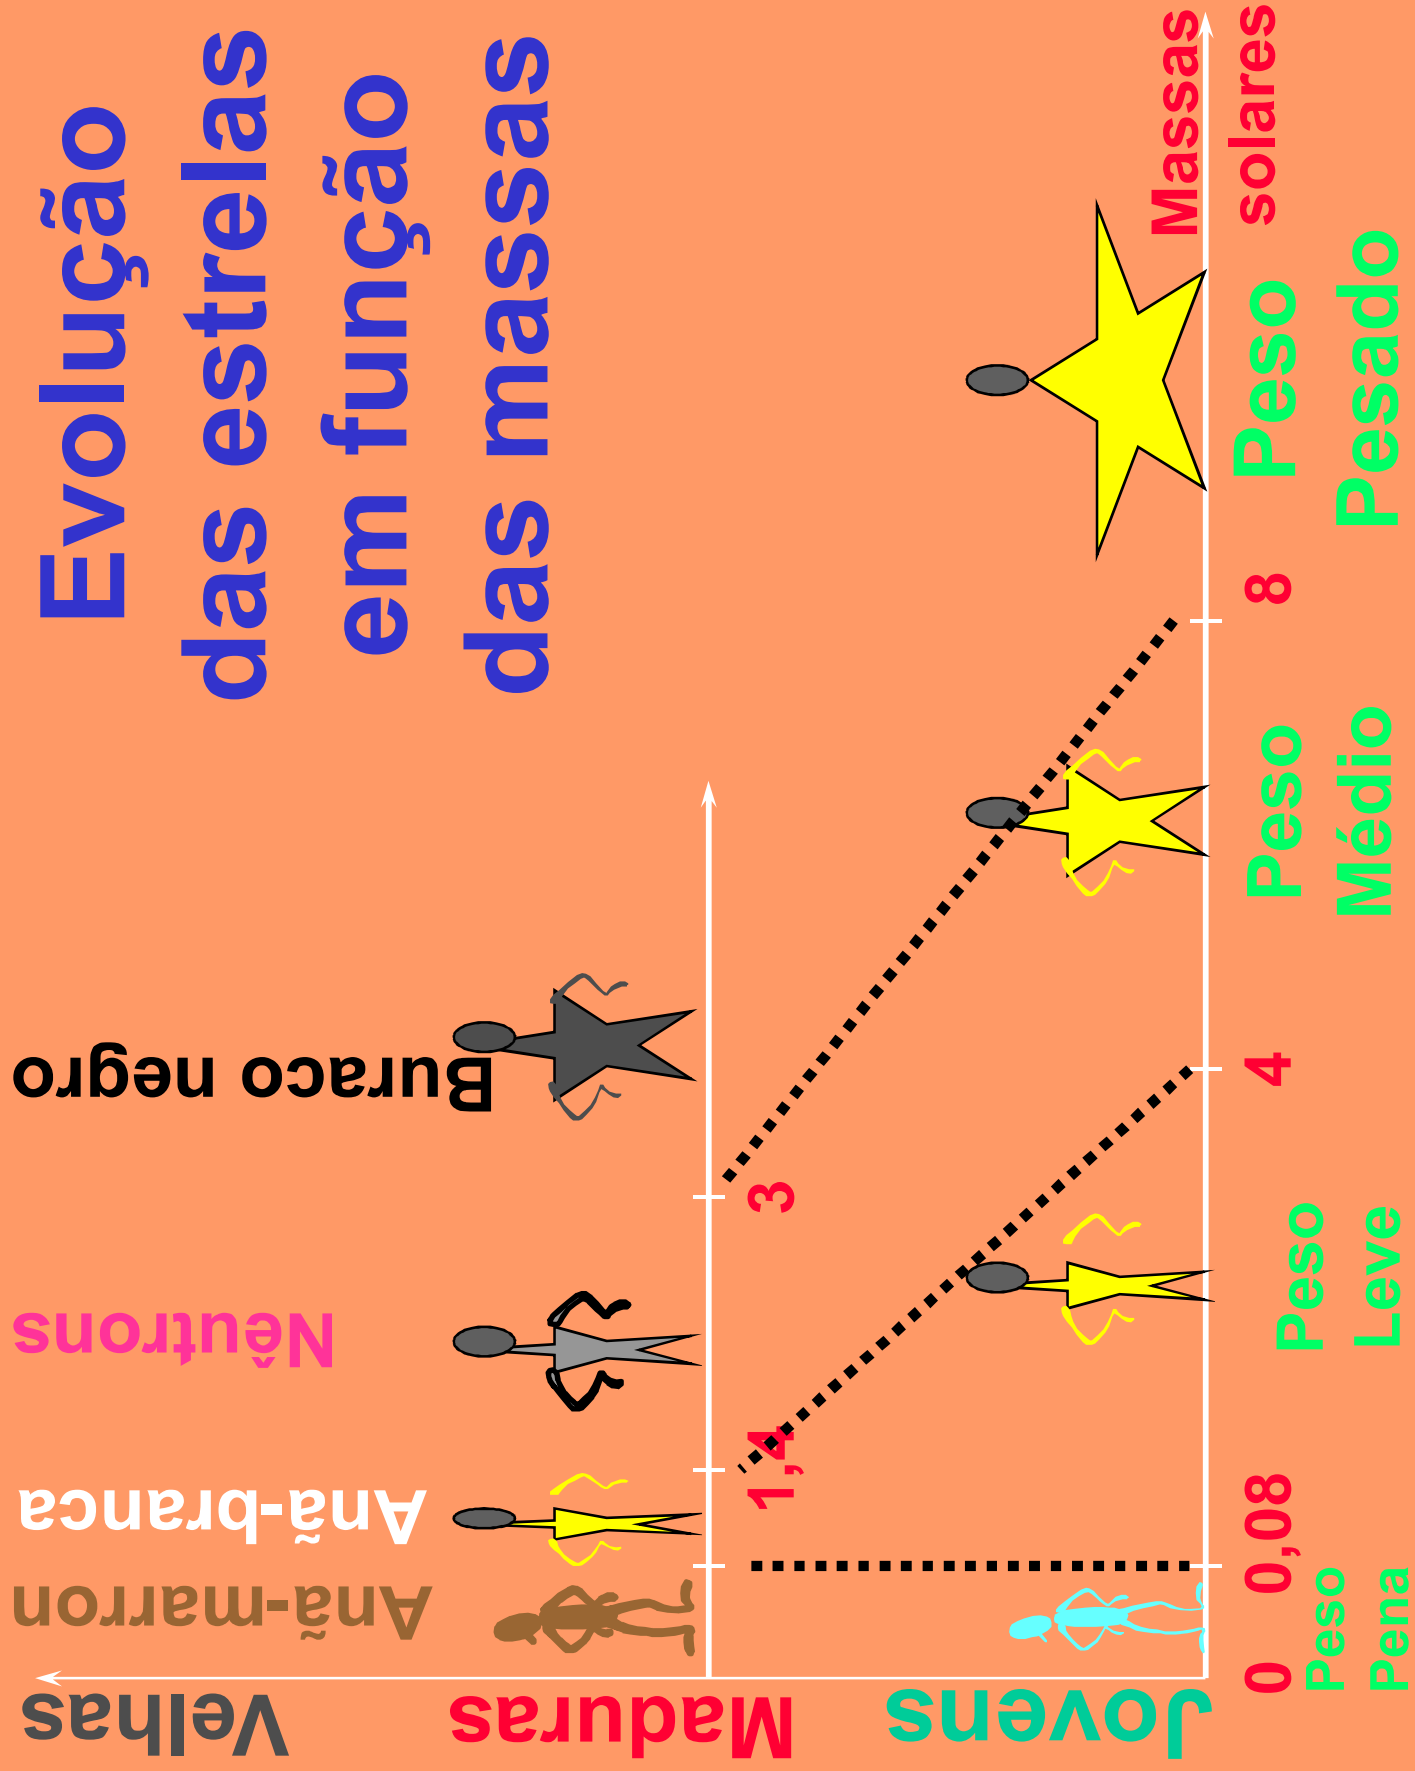 Evolução
das estrelas
em função
das massas
Buraco negro
Nêutrons
Anã-branca
Anã-marron
Velhas
Maduras
Jovens
1,4
3
0
0,08
4
8
Massas
solares
Peso
Pena
Peso
Leve
Peso
Médio
Peso
Pesado